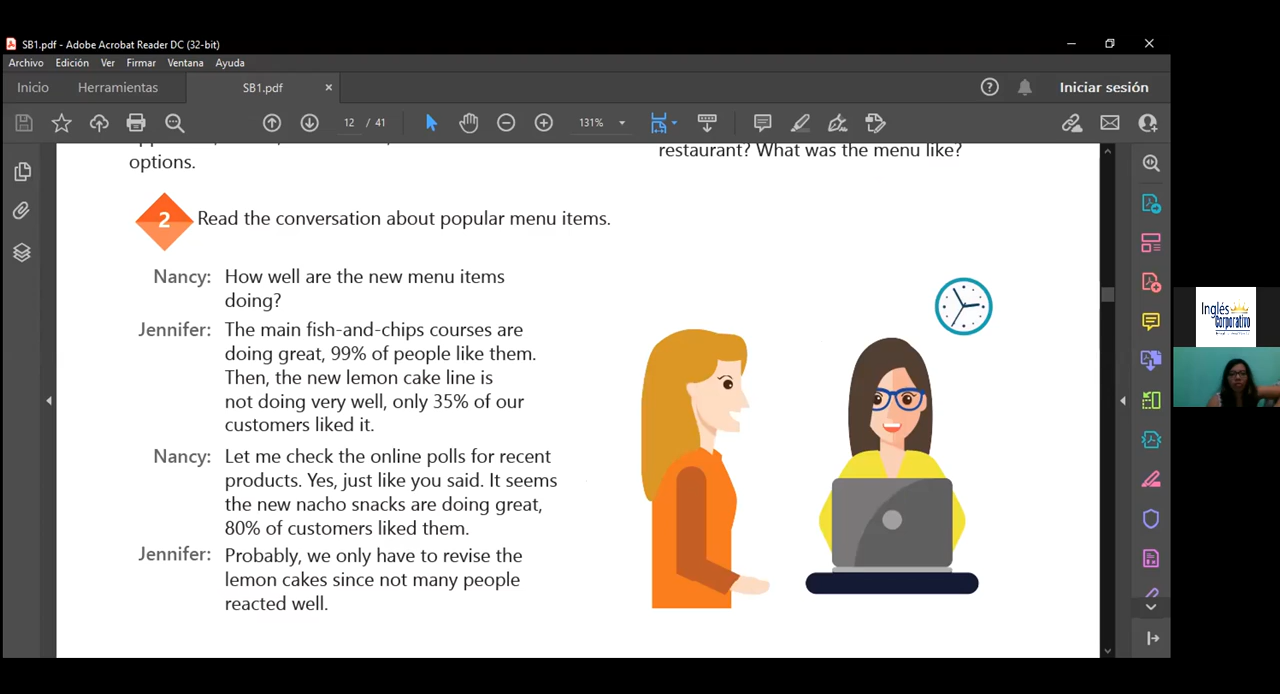 SB1.pdf - Adobe Acrobat Reader DC (32-bit)
Archivo Edición Ver Firmar Ventana Ayuda
Inicio Herramientas SB1.pdf × Iniciar sesión
12 / 41 131%
options.
restaurant? What was the menu like?
2 Read the conversation about popular menu items.
Nancy: How well are the new menu items
doing?
Jennifer: The main fish-and-chips courses are
doing great, 99% of people like them.
Then, the new lemon cake line is
not doing very well, only 35% of our
customers liked it.
Nancy: Let me check the online polls for recent
products. Yes, just like you said. It seems
the new nacho snacks are doing great,
80% of customers liked them.
Jennifer: Probably, we only have to revise the
lemon cakes since not many people
reacted well.
Inglés
Corporativo